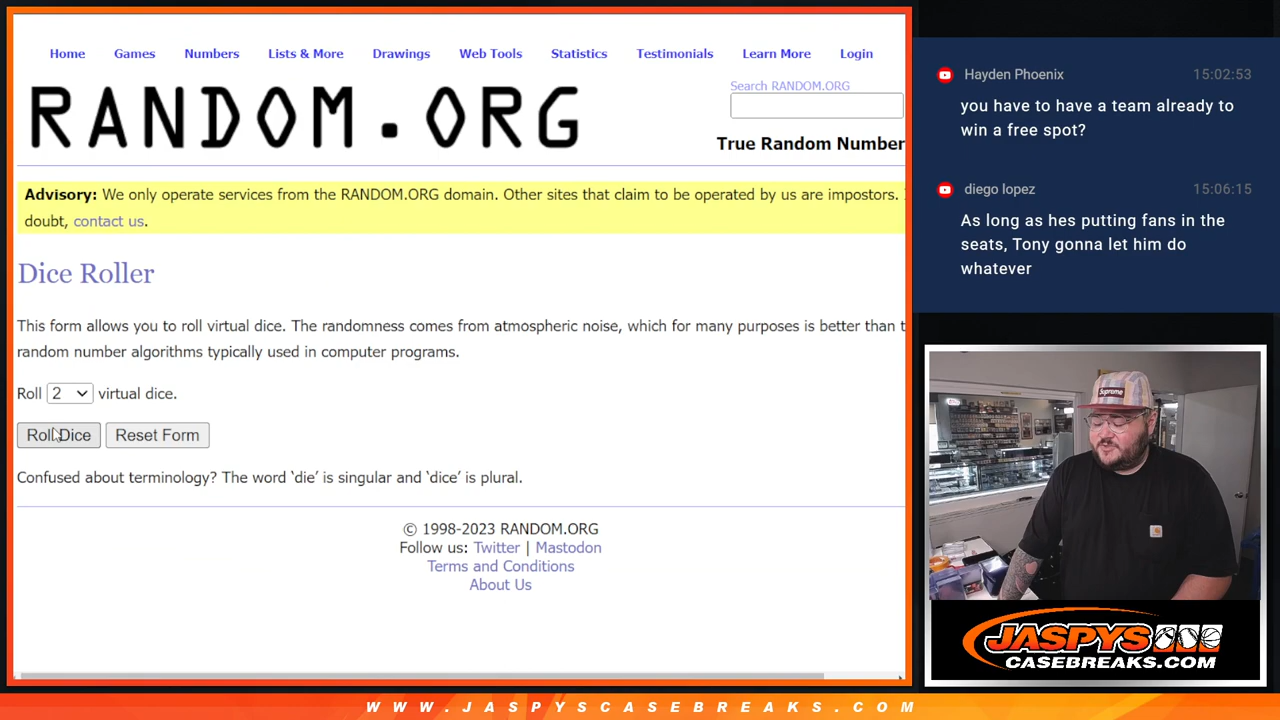 Home Games Numbers Lists & More Drawings Web Tools Statistics Testimonials Learn More Login
RANDOM.ORG
Search RANDOM.ORG
True Random Number
Advisory: We only operate services from the RANDOM.ORG domain. Other sites that claim to be operated by us are impostors.
doubt, contact us.
Dice Roller
This form allows you to roll virtual dice. The randomness comes from atmospheric noise, which for many purposes is better than
random number algorithms typically used in computer programs.
Roll 2 virtual dice.
Roll Dice Reset Form
Confused about terminology? The word ‘die’ is singular and ‘dice’ is plural.
© 1998-2023 RANDOM.ORG
Follow us: Twitter | Mastodon
Terms and Conditions
About Us
Hayden Phoenix 15:02:53
you have to have a team already to
win a free spot?
diego lopez 15:06:15
As long as hes putting fans in the
seats, Tony gonna let him do
whatever
Supreme
JASPYS
CASEBREAKS.COM
WWW.JASPYSCASEBREAKS.COM